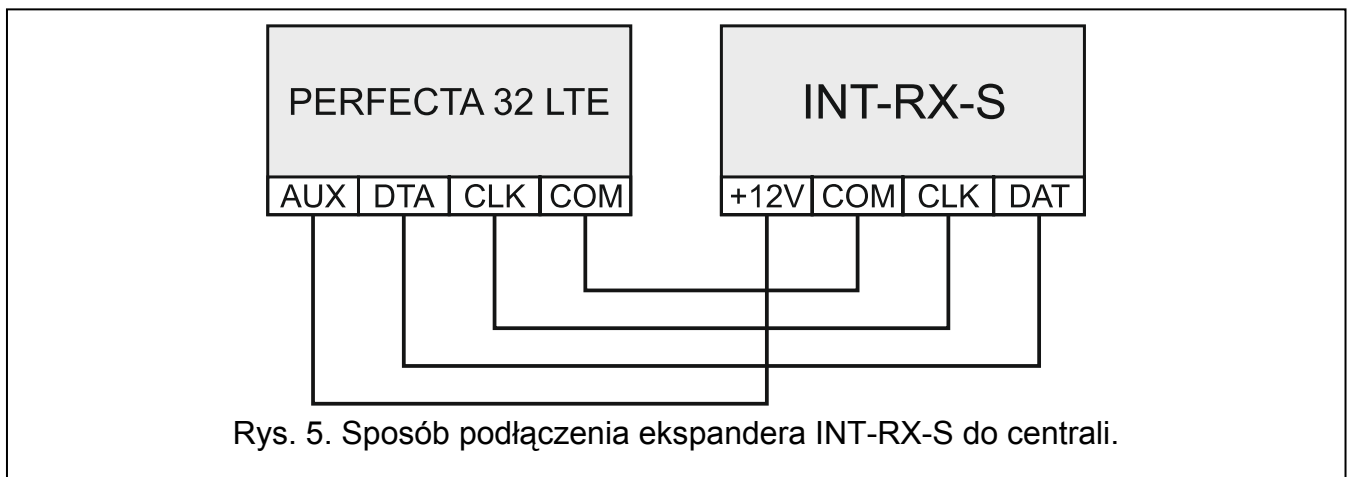 PERFECTA 32 LTE
AUX DTA CLK COM
INT-RX-S
+12V COM CLK DAT
Rys. 5. Sposób podłączenia ekspandera INT-RX-S do centrali.